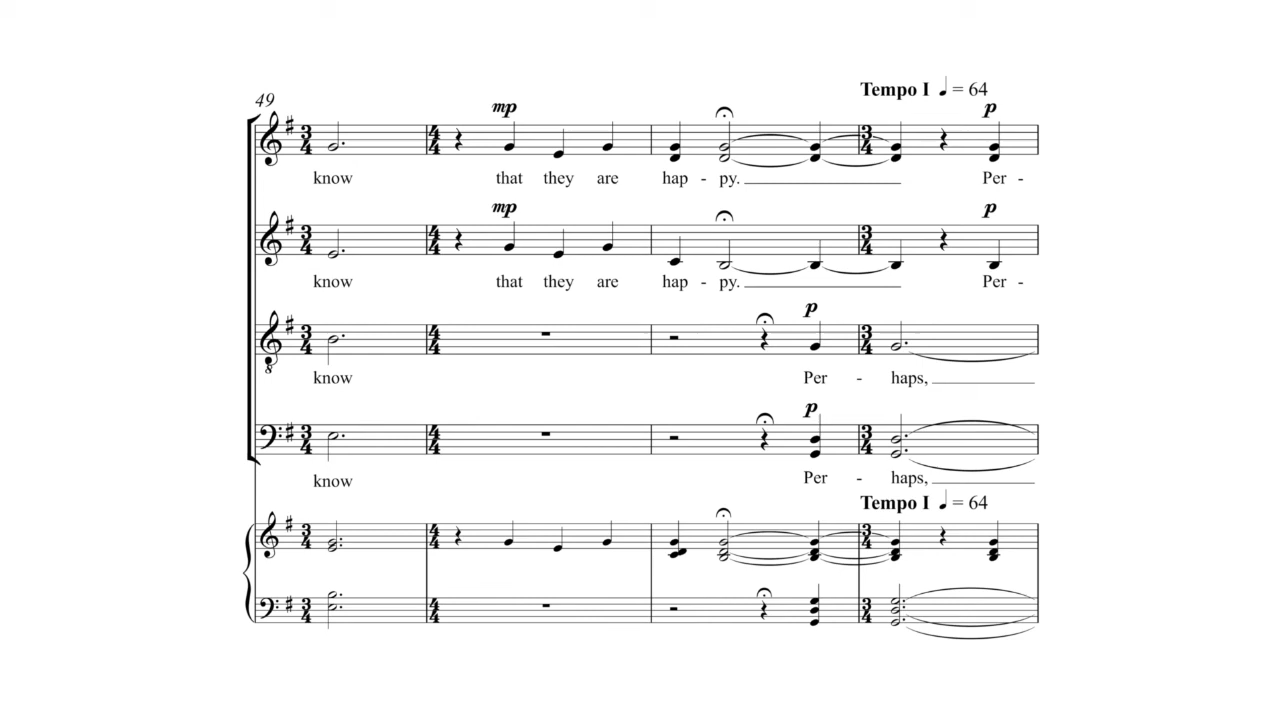 Tempo I ♩ = 64
49
mp
p
know that they are hap - py. Per -
mp
p
know that they are hap - py. Per -
p
know Per - haps,
p
know Per - haps,
Tempo I ♩ = 64